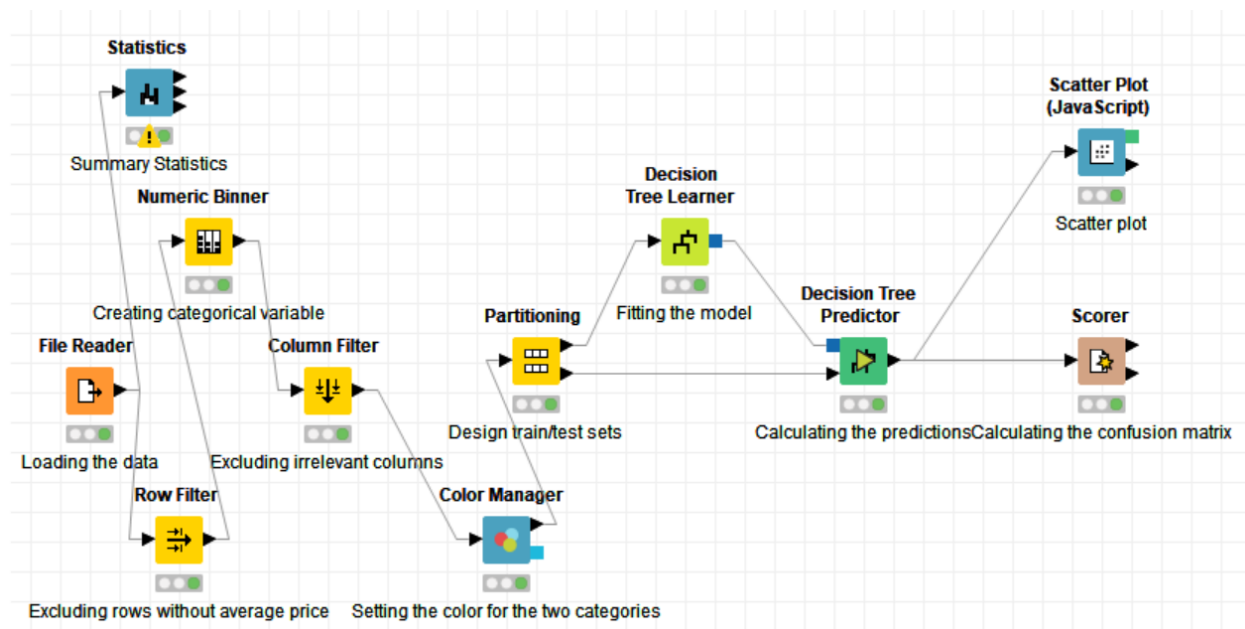 Statistics
Summary Statistics
Scatter Plot
(JavaScript)
Scatter plot
Numeric Binner
Creating categorical variable
Decision
Tree Learner
Fitting the model
File Reader
Loading the data
Column Filter
Excluding irrelevant columns
Partitioning
Design train/test sets
Decision Tree
Predictor
Calculating the predictions
Scorer
Calculating the confusion matrix
Row Filter
Excluding rows without average price
Color Manager
Setting the color for the two categories